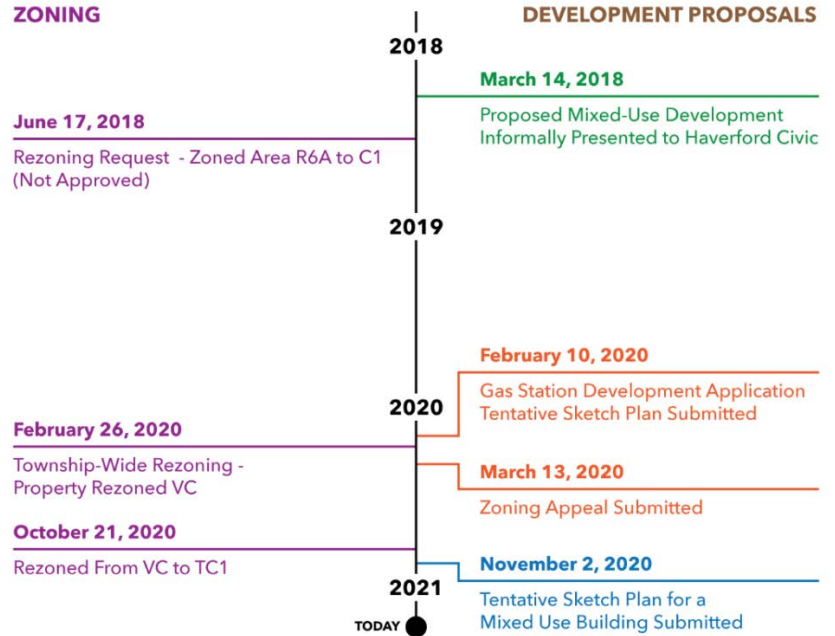 ZONING
DEVELOPMENT PROPOSALS
2018
March 14, 2018
Proposed Mixed-Use Development
Informally Presented to Haverford Civic
June 17, 2018
Rezoning Request - Zoned Area R6A to C1
(Not Approved)
2019
February 10, 2020
Gas Station Development Application
Tentative Sketch Plan Submitted
2020
February 26, 2020
Township-Wide Rezoning -
Property Rezoned VC
March 13, 2020
Zoning Appeal Submitted
October 21, 2020
Rezoned From VC to TC1
November 2, 2020
Tentative Sketch Plan for a
Mixed Use Building Submitted
2021
TODAY